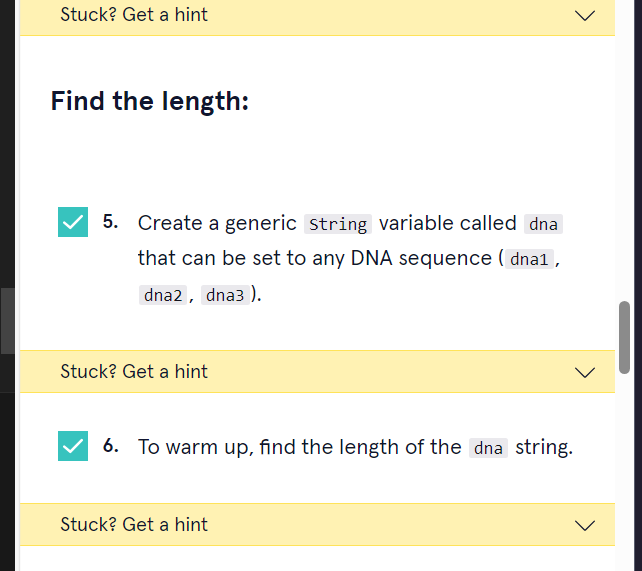 Stuck? Get a hint
Find the length:
5. Create a generic String variable called dna
that can be set to any DNA sequence (dna1,
dna2, dna3).
Stuck? Get a hint
6. To warm up, find the length of the dna string.
Stuck? Get a hint